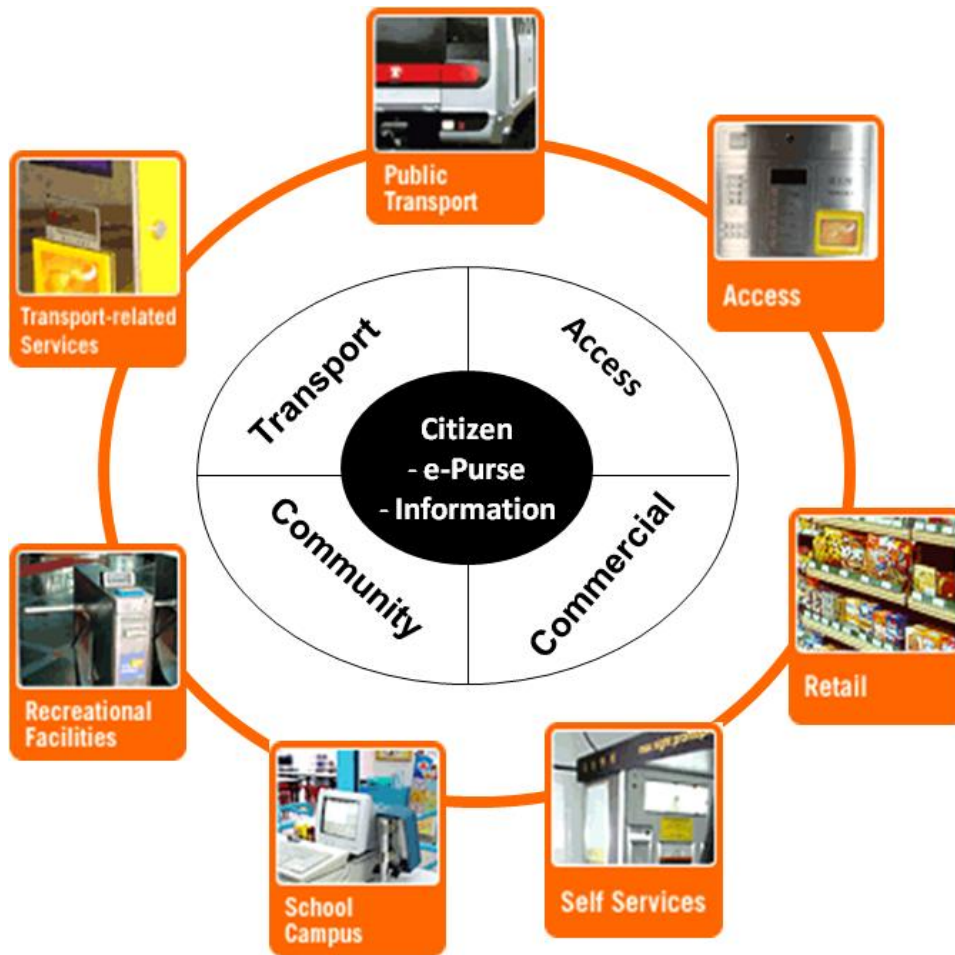 Public
Transport
Access
Transport-related
Services
Transport
Access
Citizen
- e-Purse
- Information
Community
Commercial
Retail
Recreational
Facilities
School
Campus
Self Services